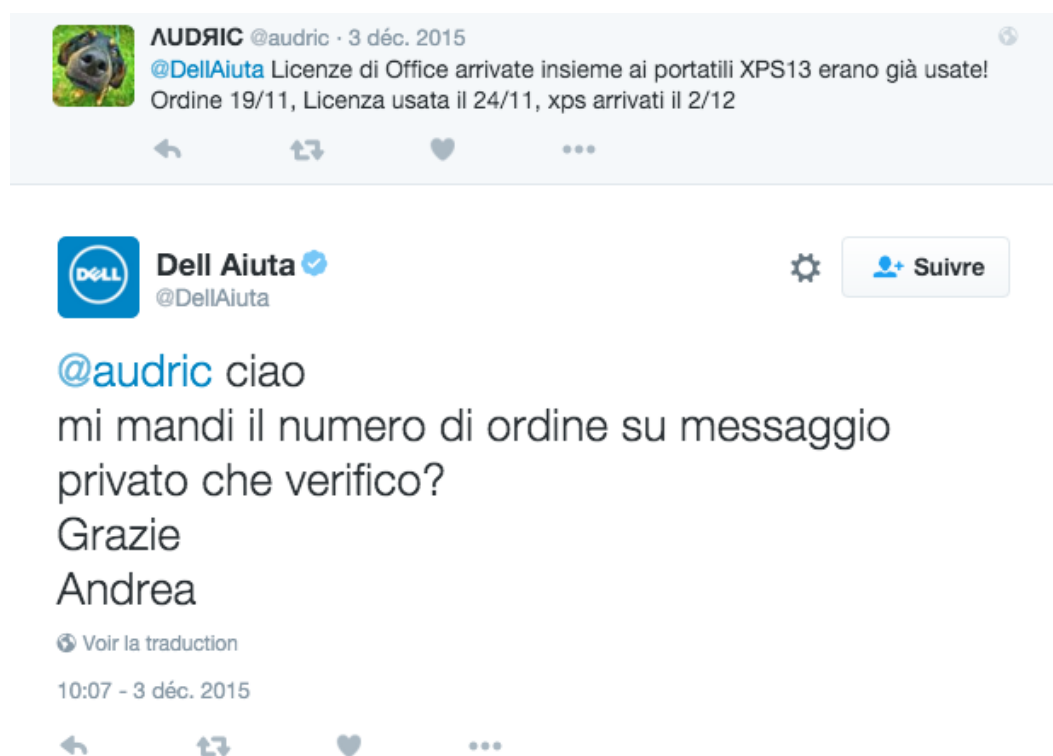 ΛUDЯIC @audric · 3 déc. 2015
@DellAiuta Licenze di Office arrivate insieme ai portatili XPS13 erano già usate!
Ordine 19/11, Licenza usata il 24/11, xps arrivati il 2/12
DELL
Dell Aiuta
@DellAiuta
Suivre
@audric ciao
mi mandi il numero di ordine su messaggio
privato che verifico?
Grazie
Andrea
Voir la traduction
10:07 - 3 déc. 2015